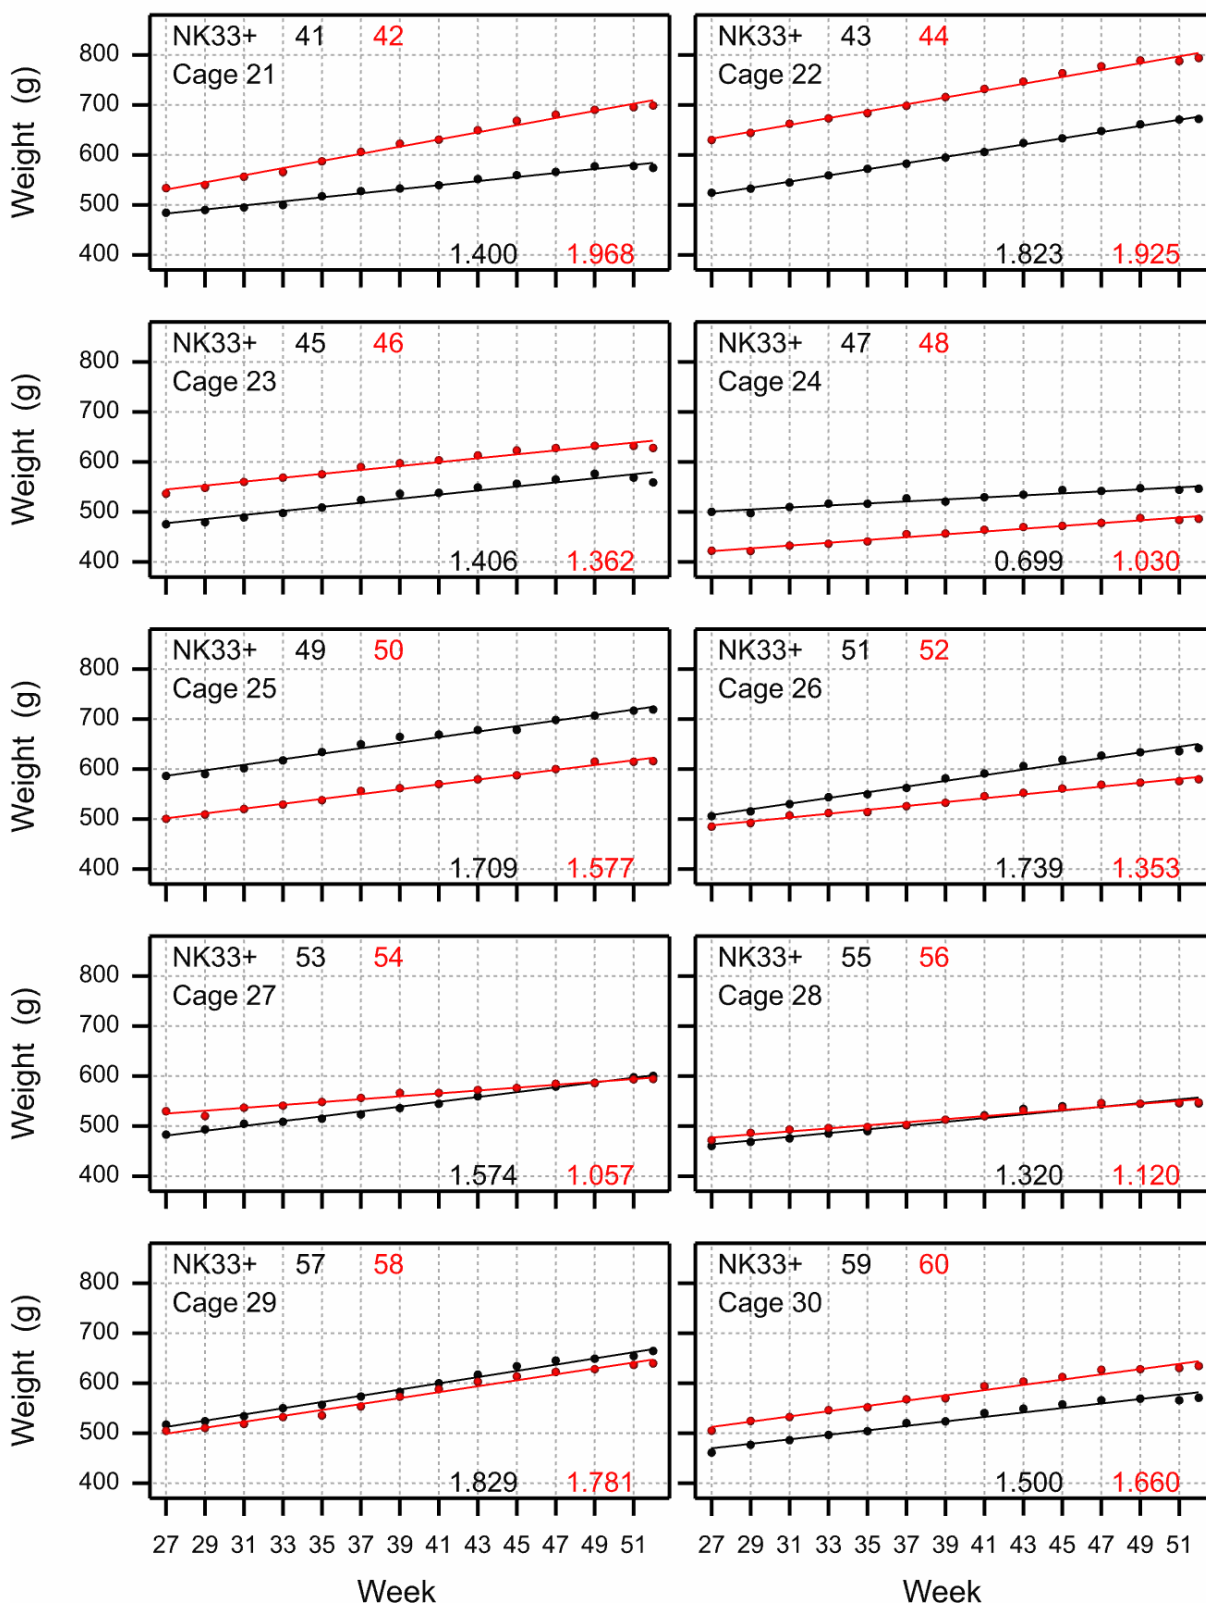 NK33+ 41 42
Cage 21
1.400 1.968
Weight (g)
800
700
600
500
400
NK33+ 43 44
Cage 22
1.823 1.925
NK33+ 45 46
Cage 23
1.406 1.362
Weight (g)
800
700
600
500
400
NK33+ 47 48
Cage 24
0.699 1.030
NK33+ 49 50
Cage 25
1.709 1.577
Weight (g)
800
700
600
500
400
NK33+ 51 52
Cage 26
1.739 1.353
NK33+ 53 54
Cage 27
1.574 1.057
Weight (g)
800
700
600
500
400
NK33+ 55 56
Cage 28
1.320 1.120
NK33+ 57 58
Cage 29
1.829 1.781
Weight (g)
800
700
600
500
400
NK33+ 59 60
Cage 30
1.500 1.660
27 29 31 33 35 37 39 41 43 45 47 49 51
27 29 31 33 35 37 39 41 43 45 47 49 51
Week
Week